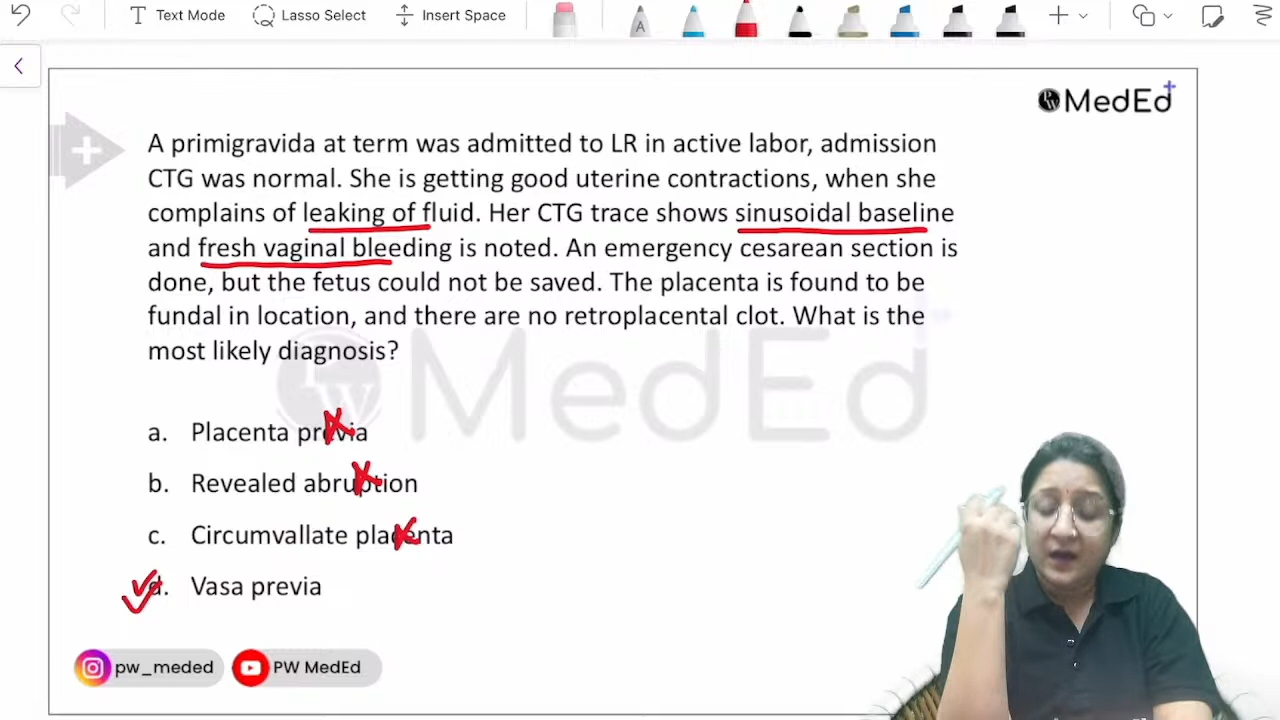 Text Mode
Lasso Select
Insert Space
A
MedEd
A primigravida at term was admitted to LR in active labor, admission
CTG was normal. She is getting good uterine contractions, when she
complains of leaking of fluid. Her CTG trace shows sinusoidal baseline
and fresh vaginal bleeding is noted. An emergency cesarean section is
done, but the fetus could not be saved. The placenta is found to be
fundal in location, and there are no retroplacental clot. What is the
most likely diagnosis?
PW MedEd
a. Placenta previa
b. Revealed abruption
c. Circumvallate placenta
d. Vasa previa
pw_meded
PW MedEd